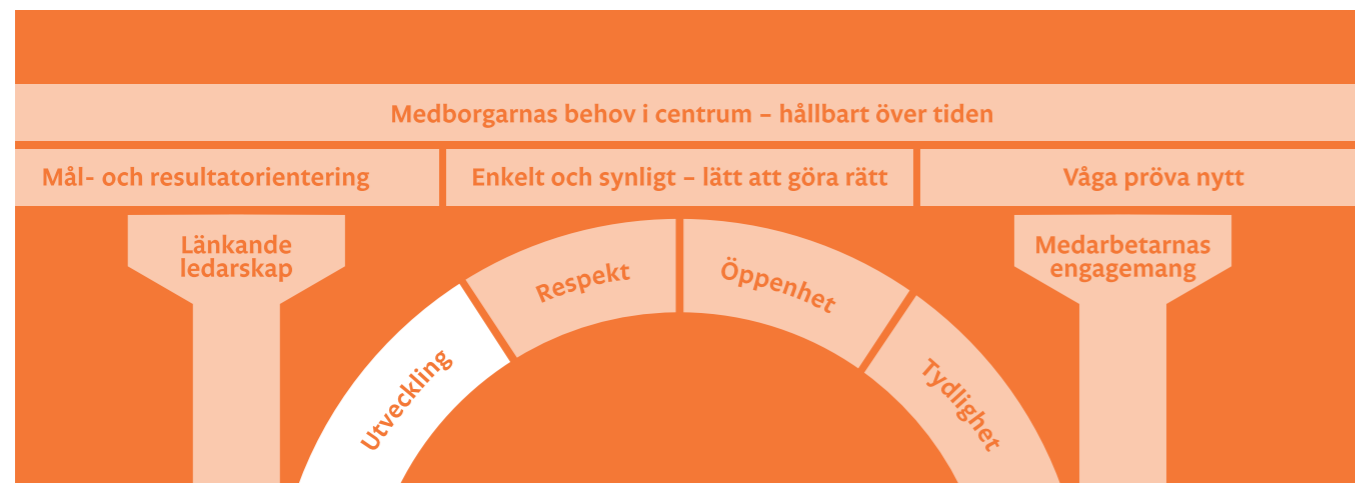 Medborgarnas behov i centrum – hållbart över tiden
Mål- och resultatorientering
Enkelt och synligt – lätt att göra rätt
Våga pröva nytt
Länkande
ledarskap
Medarbetarnas
engagemang
Utveckling
Respekt
Öppenhet
Tydlighet